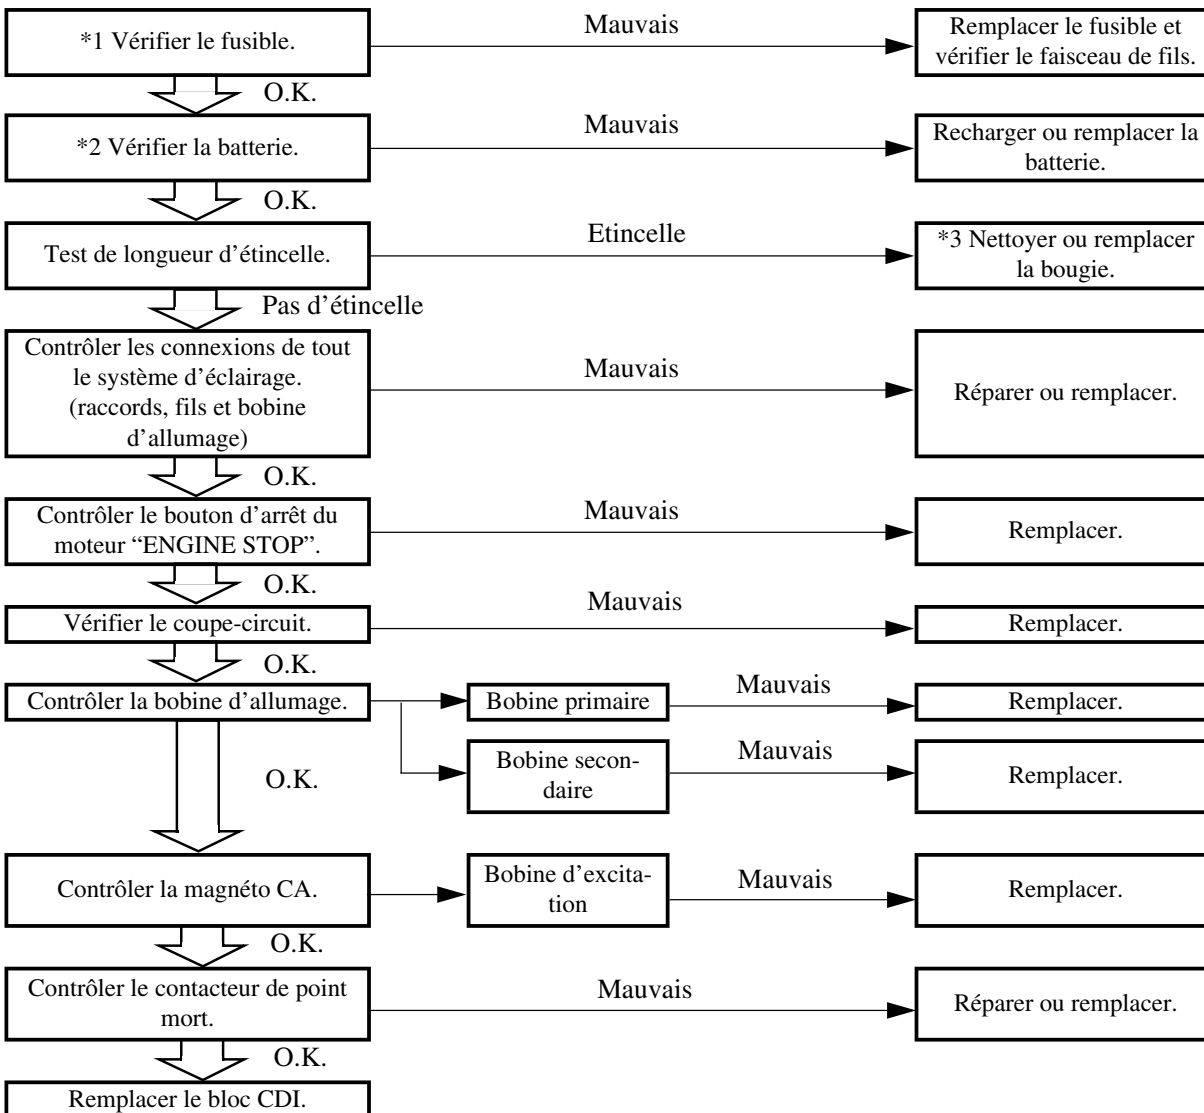 *1 Vérifier le fusible.
Mauvais
Remplacer le fusible et
vérifier le faisceau de fils.
O.K.
*2 Vérifier la batterie.
Mauvais
Recharger ou remplacer la
batterie.
O.K.
Test de longueur d’étincelle.
Etincelle
*3 Nettoyer ou remplacer
la bougie.
Pas d’étincelle
Contrôler les connexions de tout
le système d’éclairage.
(raccords, fils et bobine
d’allumage)
Mauvais
Réparer ou remplacer.
O.K.
Contrôler le bouton d’arrêt du
moteur “ENGINE STOP”.
Mauvais
Remplacer.
O.K.
Vérifier le coupe-circuit.
Mauvais
Remplacer.
O.K.
Contrôler la bobine d’allumage.
Bobine primaire
Mauvais
Remplacer.
Bobine secon-
daire
Mauvais
Remplacer.
O.K.
Contrôler la magnéto CA.
Bobine d’excita-
tion
Mauvais
Remplacer.
O.K.
Contrôler le contacteur de point
mort.
Mauvais
Réparer ou remplacer.
O.K.
Remplacer le bloc CDI.